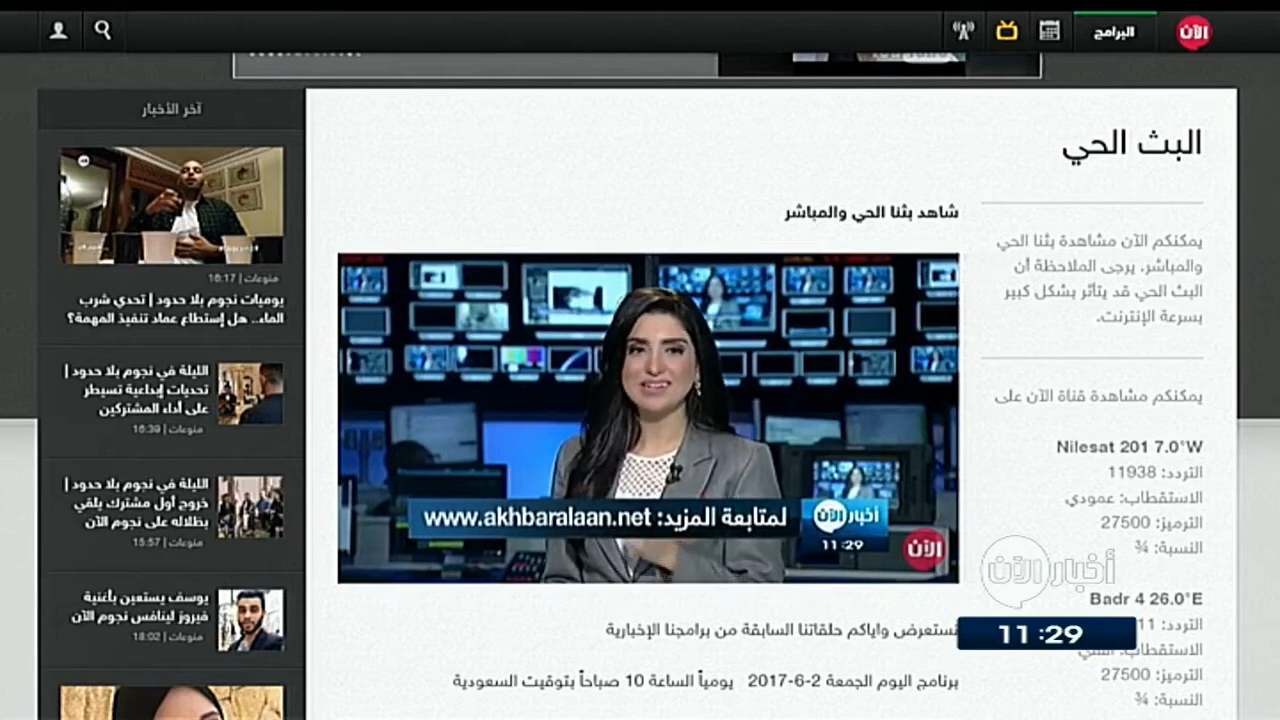 الآن
البرامج
البث الحي
يمكنكم الآن مشاهدة بثنا الحي
والمباشر. يرجى الملاحظة أن
البث الحي قد يتأثر بشكل كبير
بسرعة الإنترنت.
يمكنكم مشاهدة قناة الآن على
Nilesat 201 7.0°W
التردد: 11938
الاستقطاب: عمودي
الترميز: 27500
النسبة: ¾
Badr 4 26.0°E
التردد: 11
الاستقطاب:
الترميز: 27500
النسبة: ¾
أخبار الآن
11:29
شاهد بثنا الحي والمباشر
لمتابعة المزيد: www.akhbaralaan.net
أخبار الآن
11:29
الآن
نستعرض واياكم حلقاتنا السابقة من برامجنا الإخبارية
برنامج اليوم الجمعة 2-6-2017 يومياً الساعة 10 صباحاً بتوقيت السعودية
آخر الأخبار
منوعات | 16:17
يوميات نجوم بلا حدود | تحدي شرب
الماء.. هل إستطاع عماد تنفيذ المهمة؟
الليلة في نجوم بلا حدود |
تحديات إبداعية تسيطر
على أداء المشتركين
منوعات | 16:39
الليلة في نجوم بلا حدود |
خروج أول مشترك يلقي
بظلاله على نجوم الآن
منوعات | 15:57
يوسف يستعين بأغنية
فيروز لينافس نجوم الآن
منوعات | 18:02